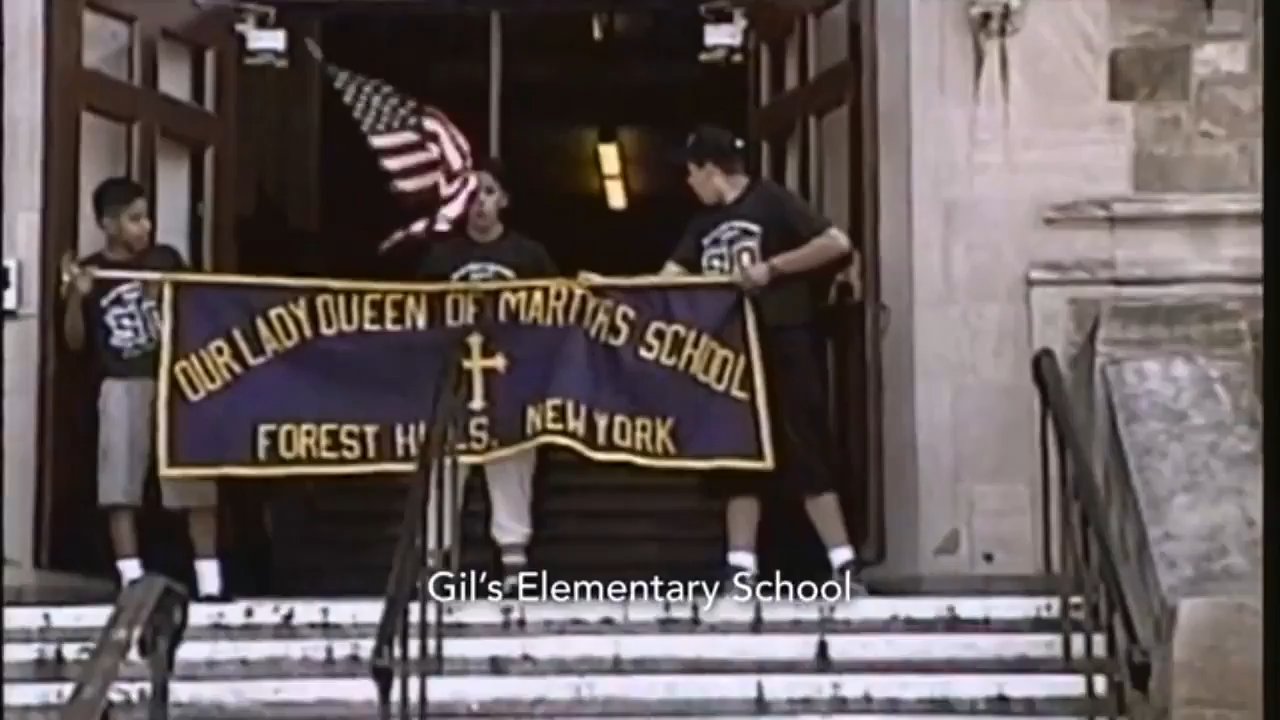 OUR LADY QUEEN OF MARTYRS SCHOOL
FOREST HILLS, NEW YORK
Gil's Elementary School